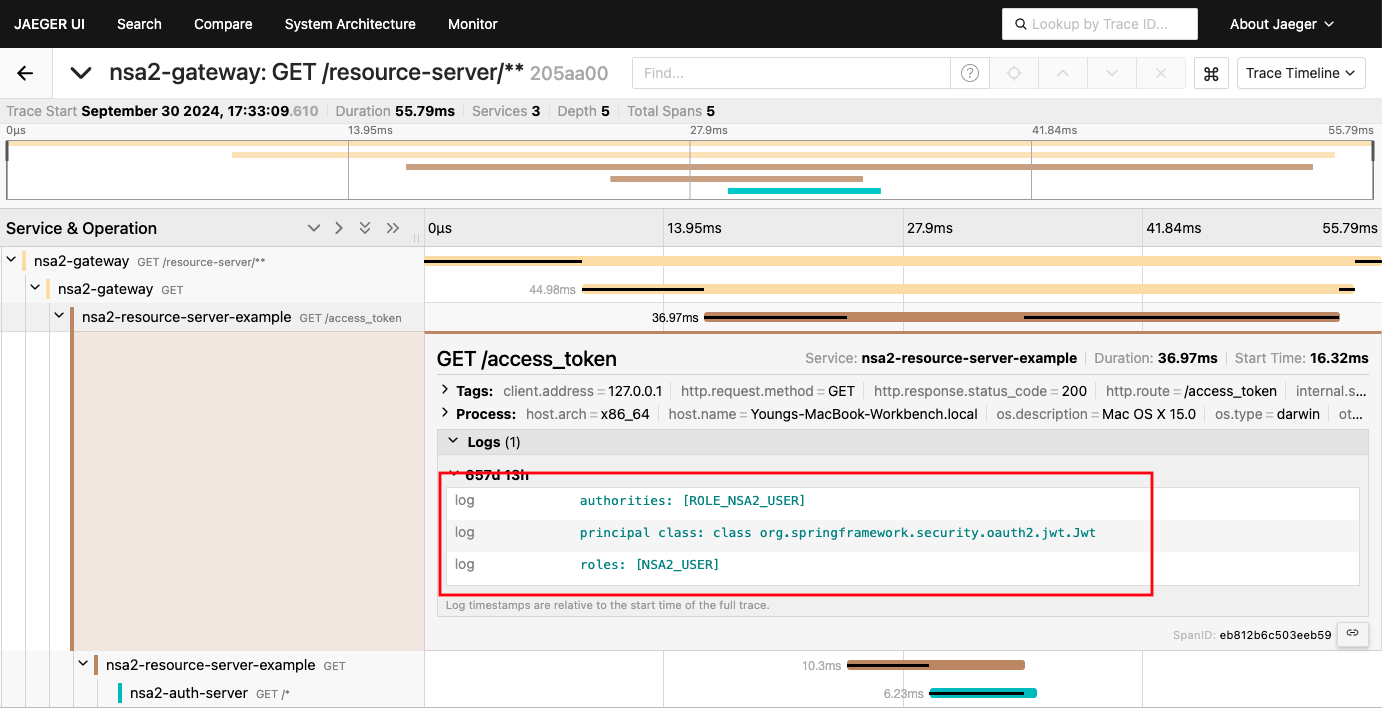 JAEGER UI Search Compare System Architecture Monitor Lookup by Trace ID... About Jaeger
nsa2-gateway: GET /resource-server/** 205aa00 Find... ? ⌘ Trace Timeline
Trace Start September 30 2024, 17:33:09.610 Duration 55.79ms Services 3 Depth 5 Total Spans 5
0μs 13.95ms 27.9ms 41.84ms 55.79ms
Service & Operation 0μs 13.95ms 27.9ms 41.84ms 55.79ms
nsa2-gateway GET /resource-server/**
nsa2-gateway GET 44.98ms
nsa2-resource-server-example GET /access_token 36.97ms
GET /access_token Service: nsa2-resource-server-example Duration: 36.97ms Start Time: 16.32ms
Tags: client.address = 127.0.0.1 http.request.method = GET http.response.status_code = 200 http.route = /access_token internal.s...
Process: host.arch = x86_64 host.name = Youngs-MacBook-Workbench.local os.description = Mac OS X 15.0 os.type = darwin ot...
Logs (1)
657d 13h
log authorities: [ROLE_NSA2_USER]
log principal class: class org.springframework.security.oauth2.jwt.Jwt
log roles: [NSA2_USER]
Log timestamps are relative to the start time of the full trace.
SpanID: eb812b6c503eeb59
nsa2-resource-server-example GET 10.3ms
nsa2-auth-server GET /* 6.23ms